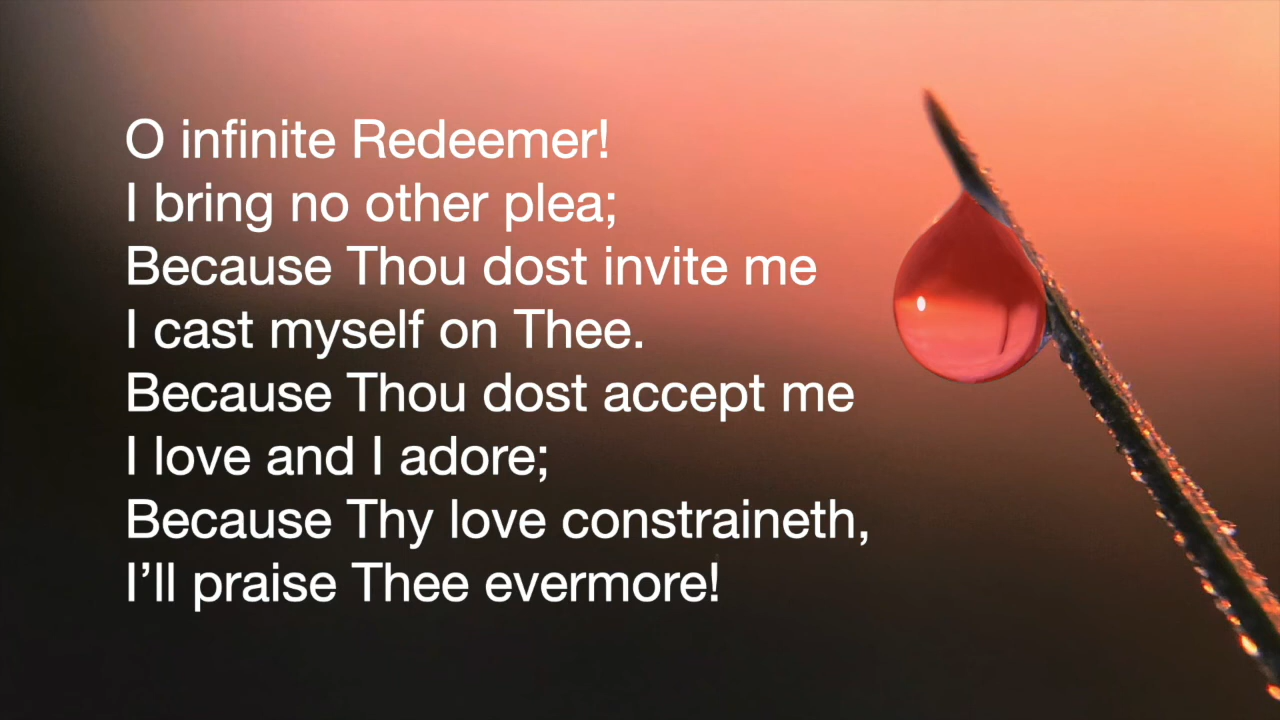 O infinite Redeemer!
I bring no other plea;
Because Thou dost invite me
I cast myself on Thee.
Because Thou dost accept me
I love and I adore;
Because Thy love constraineth,
I’ll praise Thee evermore!